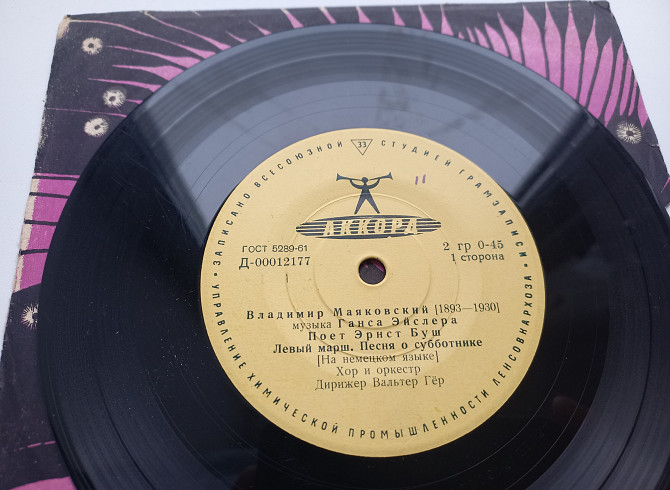 ЗАПИСАНО ВСЕСОЮЗНОЙ СТУДИЕЙ ГРАМЗАПИСИ
33
АККОРД
ГОСТ 5289-61
Д-00012177
2 гр 0-45
1 сторона
Владимир Маяковский [1893—1930]
музыка Ганса Эйслера
Поет Эрнст Буш
Левый марш. Песня о субботнике
[На немецком языке]
Хор и оркестр
Дирижер Вальтер Гёр
УПРАВЛЕНИЕ ХИМИЧЕСКОЙ ПРОМЫШЛЕННОСТИ ЛЕНСОВНАРХОЗА